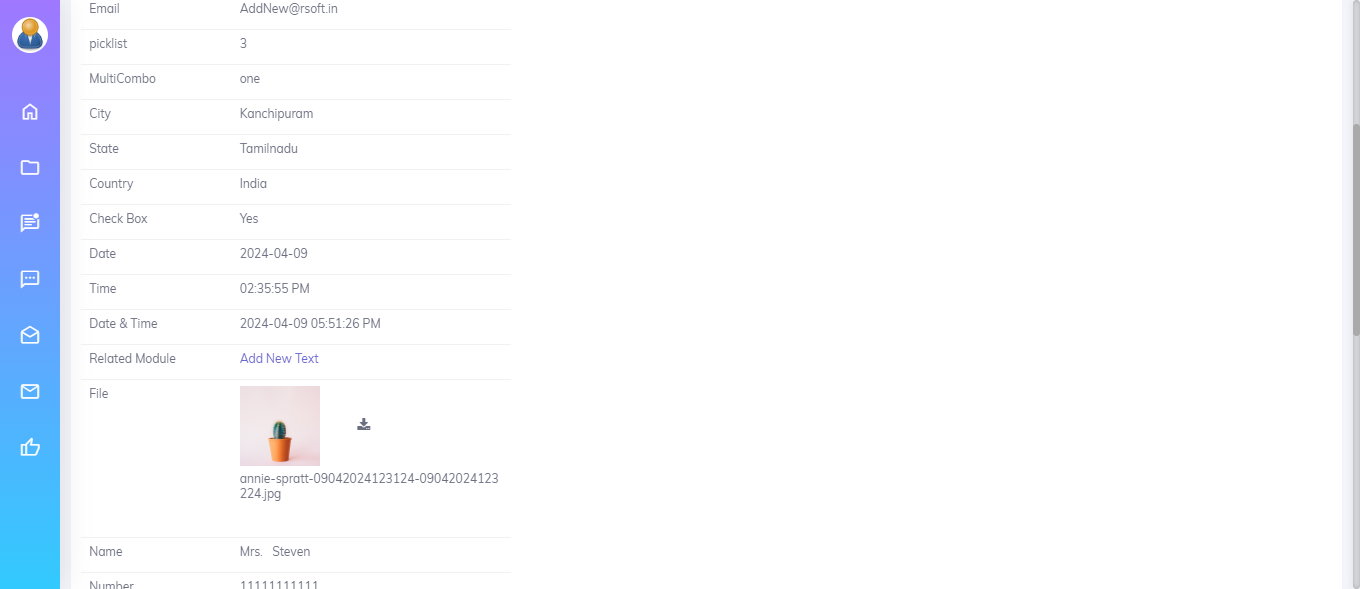 Email AddNew@rsoft.in
picklist 3
MultiCombo one
City Kanchipuram
State Tamilnadu
Country India
Check Box Yes
Date 2024-04-09
Time 02:35:55 PM
Date & Time 2024-04-09 05:51:26 PM
Related Module Add New Text
File
annie-spratt-09042024123124-09042024123
224.jpg
Name Mrs. Steven
Number 11111111111